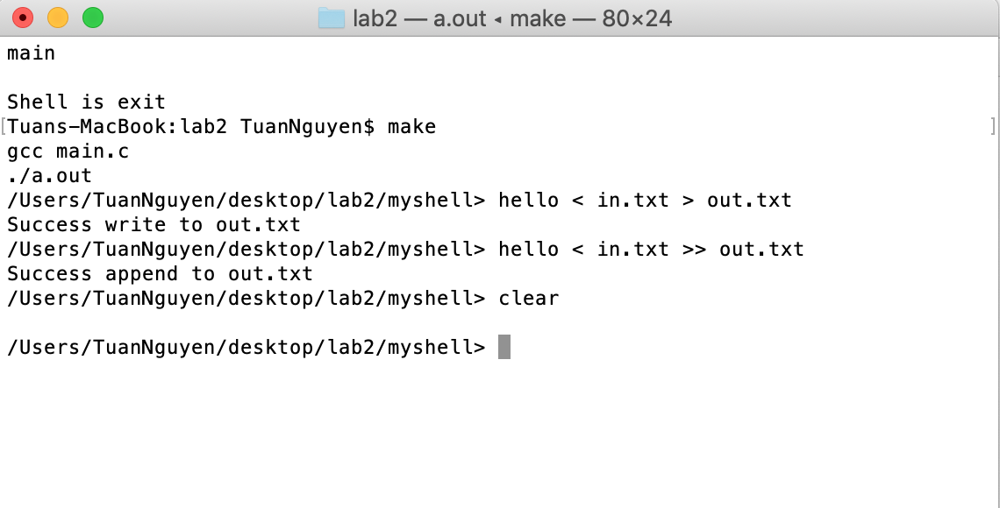 lab2 — a.out ◂ make — 80×24
main
Shell is exit
[Tuans-MacBook:lab2 TuanNguyen$ make ]
gcc main.c
./a.out
/Users/TuanNguyen/desktop/lab2/myshell> hello < in.txt > out.txt
Success write to out.txt
/Users/TuanNguyen/desktop/lab2/myshell> hello < in.txt >> out.txt
Success append to out.txt
/Users/TuanNguyen/desktop/lab2/myshell> clear
/Users/TuanNguyen/desktop/lab2/myshell>